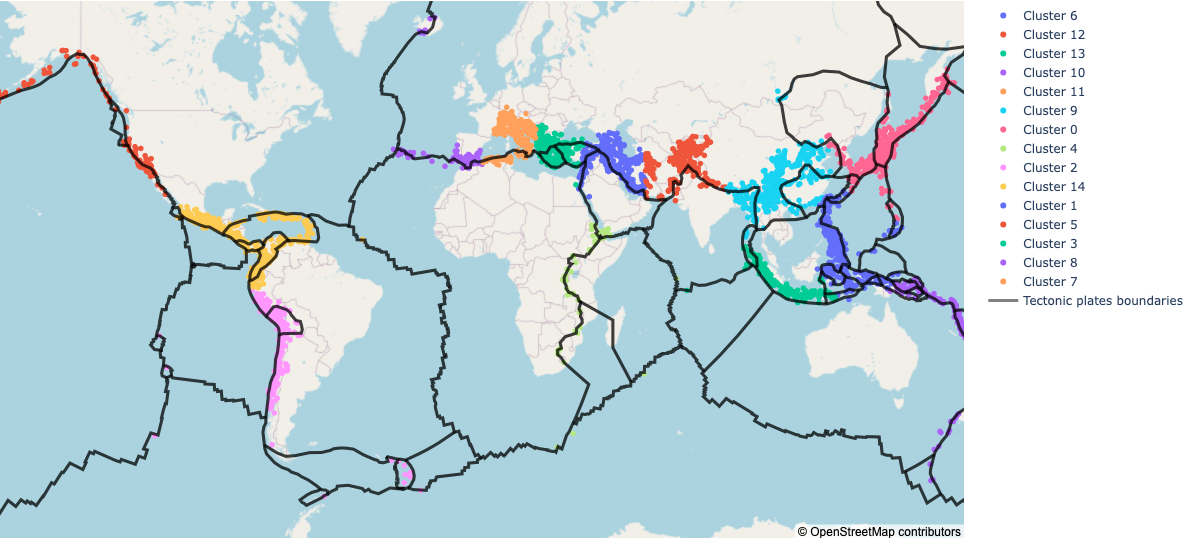 Cluster 6
Cluster 12
Cluster 13
Cluster 10
Cluster 11
Cluster 9
Cluster 0
Cluster 4
Cluster 2
Cluster 14
Cluster 1
Cluster 5
Cluster 3
Cluster 8
Cluster 7
Tectonic plates boundaries
© OpenStreetMap contributors